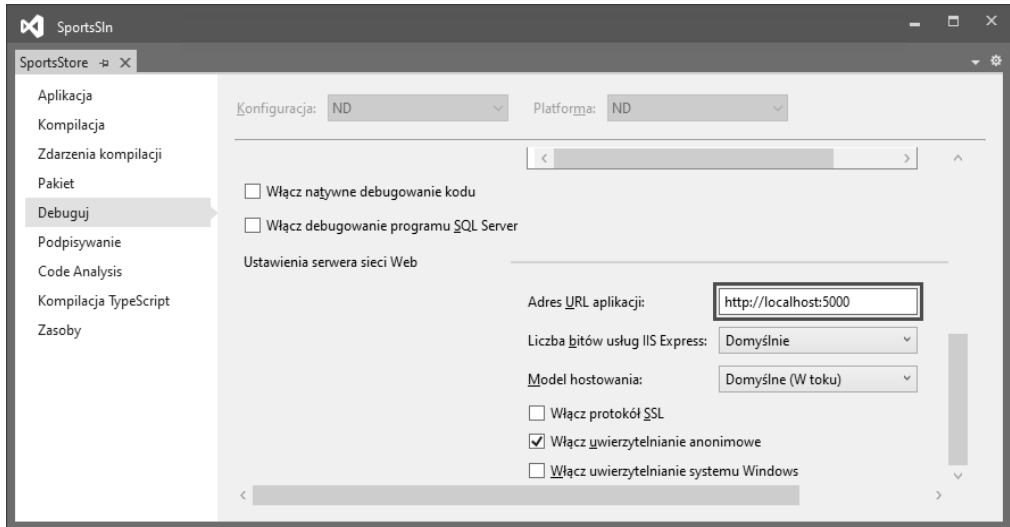 SportsSln
SportsStore
Aplikacja
Kompilacja
Zdarzenia kompilacji
Pakiet
Debuguj
Podpisywanie
Code Analysis
Kompilacja TypeScript
Zasoby
Konfiguracja: ND Platforma: ND
Włącz natywne debugowanie kodu
Włącz debugowanie programu SQL Server
Ustawienia serwera sieci Web
Adres URL aplikacji: http://localhost:5000
Liczba bitów usług IIS Express: Domyślnie
Model hostowania: Domyślne (W toku)
Włącz protokół SSL
Włącz uwierzytelnianie anonimowe
Włącz uwierzytelnianie systemu Windows